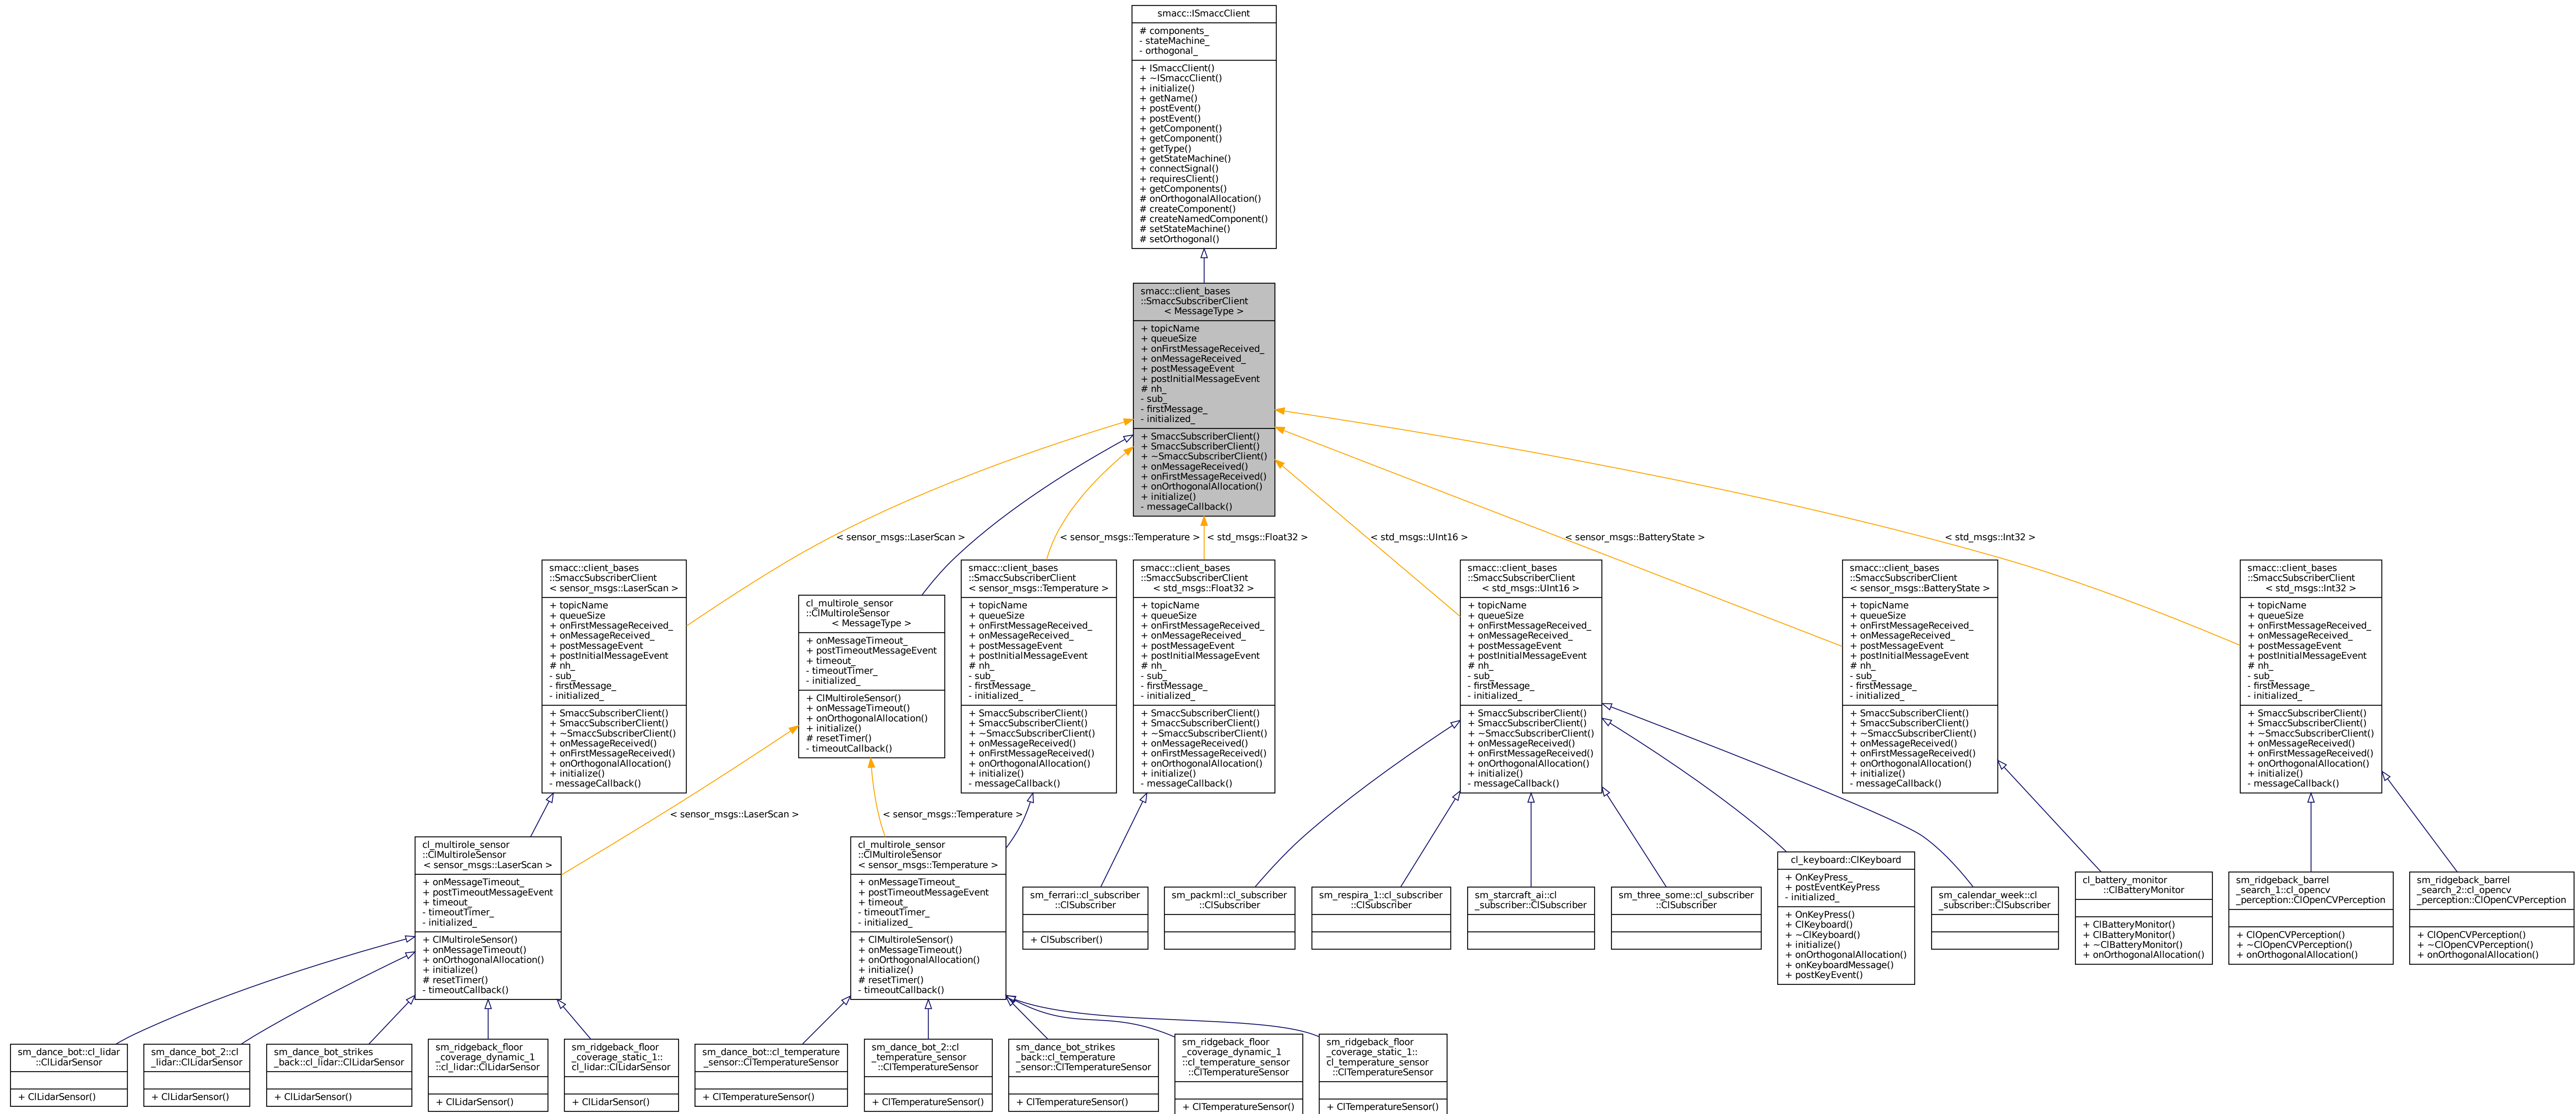 smacc::ISmaccClient
# components_
- stateMachine_
- orthogonal_
+ ISmaccClient()
+ ~ISmaccClient()
+ initialize()
+ getName()
+ postEvent()
+ postEvent()
+ getComponent()
+ getComponent()
+ getType()
+ getStateMachine()
+ connectSignal()
+ requiresClient()
+ getComponents()
# onOrthogonalAllocation()
# createComponent()
# createNamedComponent()
# setStateMachine()
# setOrthogonal()
smacc::client_bases
::SmaccSubscriberClient
< MessageType >
+ topicName
+ queueSize
+ onFirstMessageReceived_
+ onMessageReceived_
+ postMessageEvent
+ postInitialMessageEvent
# nh_
- sub_
- firstMessage_
- initialized_
+ SmaccSubscriberClient()
+ SmaccSubscriberClient()
+ ~SmaccSubscriberClient()
+ onMessageReceived()
+ onFirstMessageReceived()
+ onOrthogonalAllocation()
+ initialize()
- messageCallback()
< sensor_msgs::LaserScan >
< sensor_msgs::Temperature >
< std_msgs::Float32 >
< std_msgs::UInt16 >
< sensor_msgs::BatteryState >
< std_msgs::Int32 >
smacc::client_bases
::SmaccSubscriberClient
< sensor_msgs::LaserScan >
+ topicName
+ queueSize
+ onFirstMessageReceived_
+ onMessageReceived_
+ postMessageEvent
+ postInitialMessageEvent
# nh_
- sub_
- firstMessage_
- initialized_
+ SmaccSubscriberClient()
+ SmaccSubscriberClient()
+ ~SmaccSubscriberClient()
+ onMessageReceived()
+ onFirstMessageReceived()
+ onOrthogonalAllocation()
+ initialize()
- messageCallback()
cl_multirole_sensor
::ClMultiroleSensor
< MessageType >
+ onMessageTimeout_
+ postTimeoutMessageEvent
+ timeout_
- timeoutTimer_
- initialized_
+ ClMultiroleSensor()
+ onMessageTimeout()
+ onOrthogonalAllocation()
+ initialize()
# resetTimer()
- timeoutCallback()
smacc::client_bases
::SmaccSubscriberClient
< sensor_msgs::Temperature >
+ topicName
+ queueSize
+ onFirstMessageReceived_
+ onMessageReceived_
+ postMessageEvent
+ postInitialMessageEvent
# nh_
- sub_
- firstMessage_
- initialized_
+ SmaccSubscriberClient()
+ SmaccSubscriberClient()
+ ~SmaccSubscriberClient()
+ onMessageReceived()
+ onFirstMessageReceived()
+ onOrthogonalAllocation()
+ initialize()
- messageCallback()
smacc::client_bases
::SmaccSubscriberClient
< std_msgs::Float32 >
+ topicName
+ queueSize
+ onFirstMessageReceived_
+ onMessageReceived_
+ postMessageEvent
+ postInitialMessageEvent
# nh_
- sub_
- firstMessage_
- initialized_
+ SmaccSubscriberClient()
+ SmaccSubscriberClient()
+ ~SmaccSubscriberClient()
+ onMessageReceived()
+ onFirstMessageReceived()
+ onOrthogonalAllocation()
+ initialize()
- messageCallback()
smacc::client_bases
::SmaccSubscriberClient
< std_msgs::UInt16 >
+ topicName
+ queueSize
+ onFirstMessageReceived_
+ onMessageReceived_
+ postMessageEvent
+ postInitialMessageEvent
# nh_
- sub_
- firstMessage_
- initialized_
+ SmaccSubscriberClient()
+ SmaccSubscriberClient()
+ ~SmaccSubscriberClient()
+ onMessageReceived()
+ onFirstMessageReceived()
+ onOrthogonalAllocation()
+ initialize()
- messageCallback()
smacc::client_bases
::SmaccSubscriberClient
< sensor_msgs::BatteryState >
+ topicName
+ queueSize
+ onFirstMessageReceived_
+ onMessageReceived_
+ postMessageEvent
+ postInitialMessageEvent
# nh_
- sub_
- firstMessage_
- initialized_
+ SmaccSubscriberClient()
+ SmaccSubscriberClient()
+ ~SmaccSubscriberClient()
+ onMessageReceived()
+ onFirstMessageReceived()
+ onOrthogonalAllocation()
+ initialize()
- messageCallback()
smacc::client_bases
::SmaccSubscriberClient
< std_msgs::Int32 >
+ topicName
+ queueSize
+ onFirstMessageReceived_
+ onMessageReceived_
+ postMessageEvent
+ postInitialMessageEvent
# nh_
- sub_
- firstMessage_
- initialized_
+ SmaccSubscriberClient()
+ SmaccSubscriberClient()
+ ~SmaccSubscriberClient()
+ onMessageReceived()
+ onFirstMessageReceived()
+ onOrthogonalAllocation()
+ initialize()
- messageCallback()
< sensor_msgs::LaserScan >
< sensor_msgs::Temperature >
cl_multirole_sensor
::ClMultiroleSensor
< sensor_msgs::LaserScan >
+ onMessageTimeout_
+ postTimeoutMessageEvent
+ timeout_
- timeoutTimer_
- initialized_
+ ClMultiroleSensor()
+ onMessageTimeout()
+ onOrthogonalAllocation()
+ initialize()
# resetTimer()
- timeoutCallback()
cl_multirole_sensor
::ClMultiroleSensor
< sensor_msgs::Temperature >
+ onMessageTimeout_
+ postTimeoutMessageEvent
+ timeout_
- timeoutTimer_
- initialized_
+ ClMultiroleSensor()
+ onMessageTimeout()
+ onOrthogonalAllocation()
+ initialize()
# resetTimer()
- timeoutCallback()
sm_ferrari::cl_subscriber
::ClSubscriber
+ ClSubscriber()
sm_packml::cl_subscriber
::ClSubscriber
sm_respira_1::cl_subscriber
::ClSubscriber
sm_starcraft_ai::cl
_subscriber::ClSubscriber
sm_three_some::cl_subscriber
::ClSubscriber
cl_keyboard::ClKeyboard
+ OnKeyPress_
+ postEventKeyPress
- initialized_
+ OnKeyPress()
+ ClKeyboard()
+ ~ClKeyboard()
+ initialize()
+ onOrthogonalAllocation()
+ onKeyboardMessage()
+ postKeyEvent()
sm_calendar_week::cl
_subscriber::ClSubscriber
cl_battery_monitor
::ClBatteryMonitor
+ ClBatteryMonitor()
+ ClBatteryMonitor()
+ ~ClBatteryMonitor()
+ onOrthogonalAllocation()
sm_ridgeback_barrel
_search_1::cl_opencv
_perception::ClOpenCVPerception
+ ClOpenCVPerception()
+ ~ClOpenCVPerception()
+ onOrthogonalAllocation()
sm_ridgeback_barrel
_search_2::cl_opencv
_perception::ClOpenCVPerception
+ ClOpenCVPerception()
+ ~ClOpenCVPerception()
+ onOrthogonalAllocation()
sm_dance_bot::cl_lidar
::ClLidarSensor
+ ClLidarSensor()
sm_dance_bot_2::cl
_lidar::ClLidarSensor
+ ClLidarSensor()
sm_dance_bot_strikes
_back::cl_lidar::ClLidarSensor
+ ClLidarSensor()
sm_ridgeback_floor
_coverage_dynamic_1
::cl_lidar::ClLidarSensor
+ ClLidarSensor()
sm_ridgeback_floor
_coverage_static_1::
cl_lidar::ClLidarSensor
+ ClLidarSensor()
sm_dance_bot::cl_temperature
_sensor::ClTemperatureSensor
+ ClTemperatureSensor()
sm_dance_bot_2::cl
_temperature_sensor
::ClTemperatureSensor
+ ClTemperatureSensor()
sm_dance_bot_strikes
_back::cl_temperature
_sensor::ClTemperatureSensor
+ ClTemperatureSensor()
sm_ridgeback_floor
_coverage_dynamic_1
::cl_temperature_sensor
::ClTemperatureSensor
+ ClTemperatureSensor()
sm_ridgeback_floor
_coverage_static_1::
cl_temperature_sensor
::ClTemperatureSensor
+ ClTemperatureSensor()